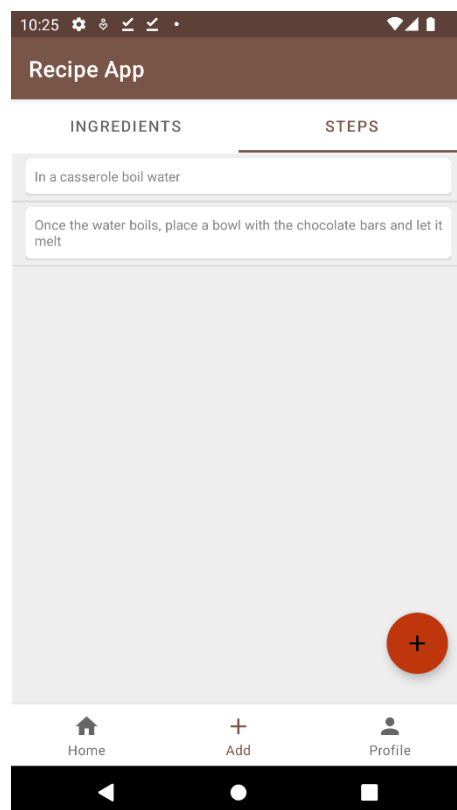 10:25
Recipe App
INGREDIENTS
STEPS
In a casserole boil water
Once the water boils, place a bowl with the chocolate bars and let it
melt
Home
Add
Profile